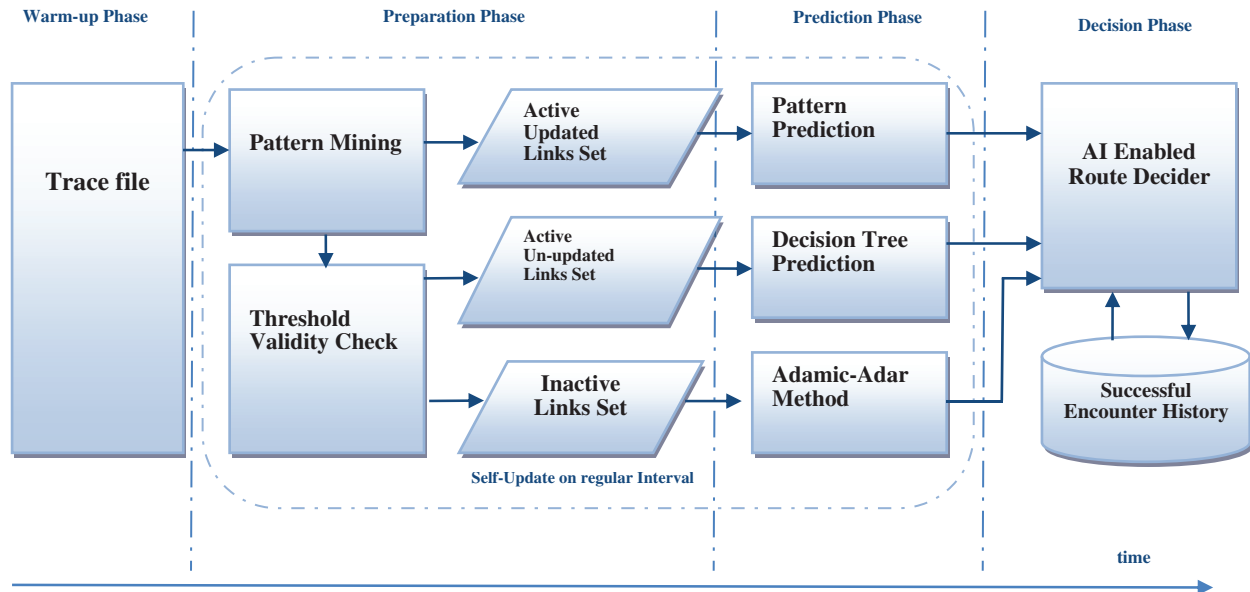 Warm-up Phase
Preparation Phase
Prediction Phase
Decision Phase
Trace file
Pattern Mining
Active
Updated
Links Set
Pattern
Prediction
AI Enabled
Route Decider
Threshold
Validity Check
Active
Un-updated
Links Set
Decision Tree
Prediction
Inactive
Links Set
Adamic-Adar
Method
Successful
Encounter History
Self-Update on regular Interval
time